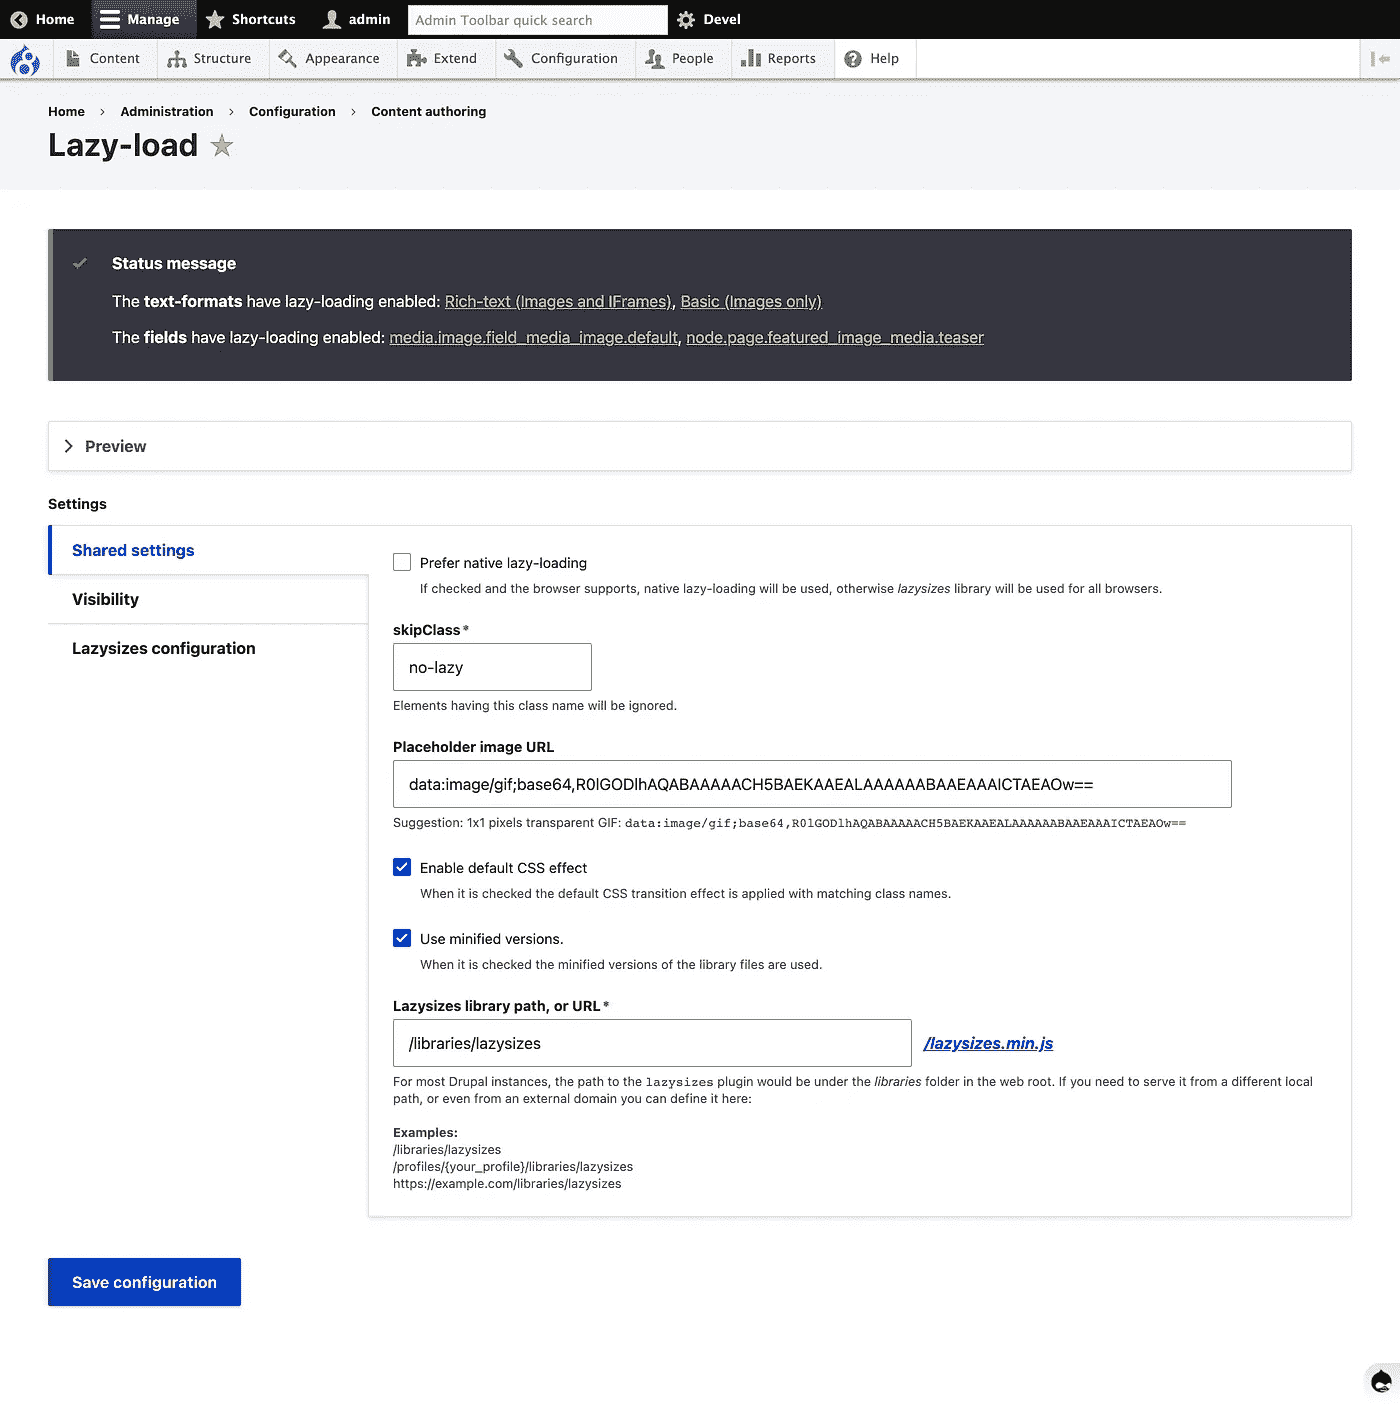 Home Manage Shortcuts admin Admin Toolbar quick search Devel
Content Structure Appearance Extend Configuration People Reports Help
Home › Administration › Configuration › Content authoring
Lazy-load
Status message
The text-formats have lazy-loading enabled: Rich-text (Images and IFrames), Basic (Images only)
The fields have lazy-loading enabled: media.image.field_media_image.default, node.page.featured_image_media.teaser
Preview
Settings
Shared settings
Visibility
Lazysizes configuration
Prefer native lazy-loading
If checked and the browser supports, native lazy-loading will be used, otherwise lazysizes library will be used for all browsers.
skipClass*
no-lazy
Elements having this class name will be ignored.
Placeholder image URL
data:image/gif;base64,R0lGODlhAQABAAAAACH5BAEKAAEALAAAAAABAAEAAAICTAEAOw==
Suggestion: 1x1 pixels transparent GIF: data:image/gif;base64,R0lGODlhAQABAAAAACH5BAEKAAEALAAAAAABAAEAAAICTAEAOw==
Enable default CSS effect
When it is checked the default CSS transition effect is applied with matching class names.
Use minified versions.
When it is checked the minified versions of the library files are used.
Lazysizes library path, or URL*
/libraries/lazysizes /lazysizes.min.js
For most Drupal instances, the path to the lazysizes plugin would be under the libraries folder in the web root. If you need to serve it from a different local
path, or even from an external domain you can define it here:
Examples:
/libraries/lazysizes
/profiles/{your_profile}/libraries/lazysizes
https://example.com/libraries/lazysizes
Save configuration